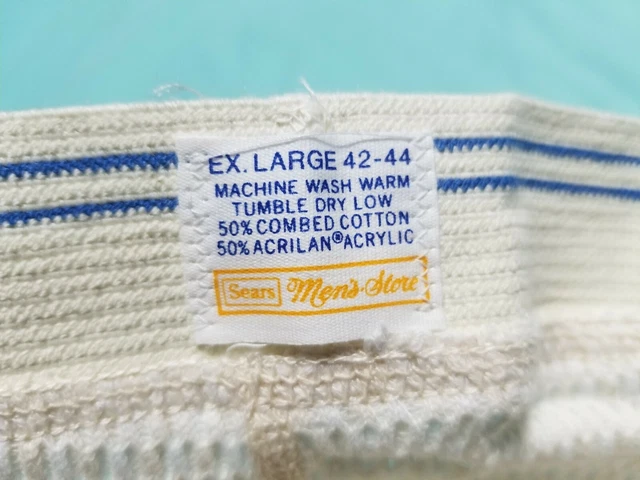 EX. LARGE 42-44
MACHINE WASH WARM
TUMBLE DRY LOW
50% COMBED COTTON
50% ACRILAN® ACRYLIC
Sears Men's Store